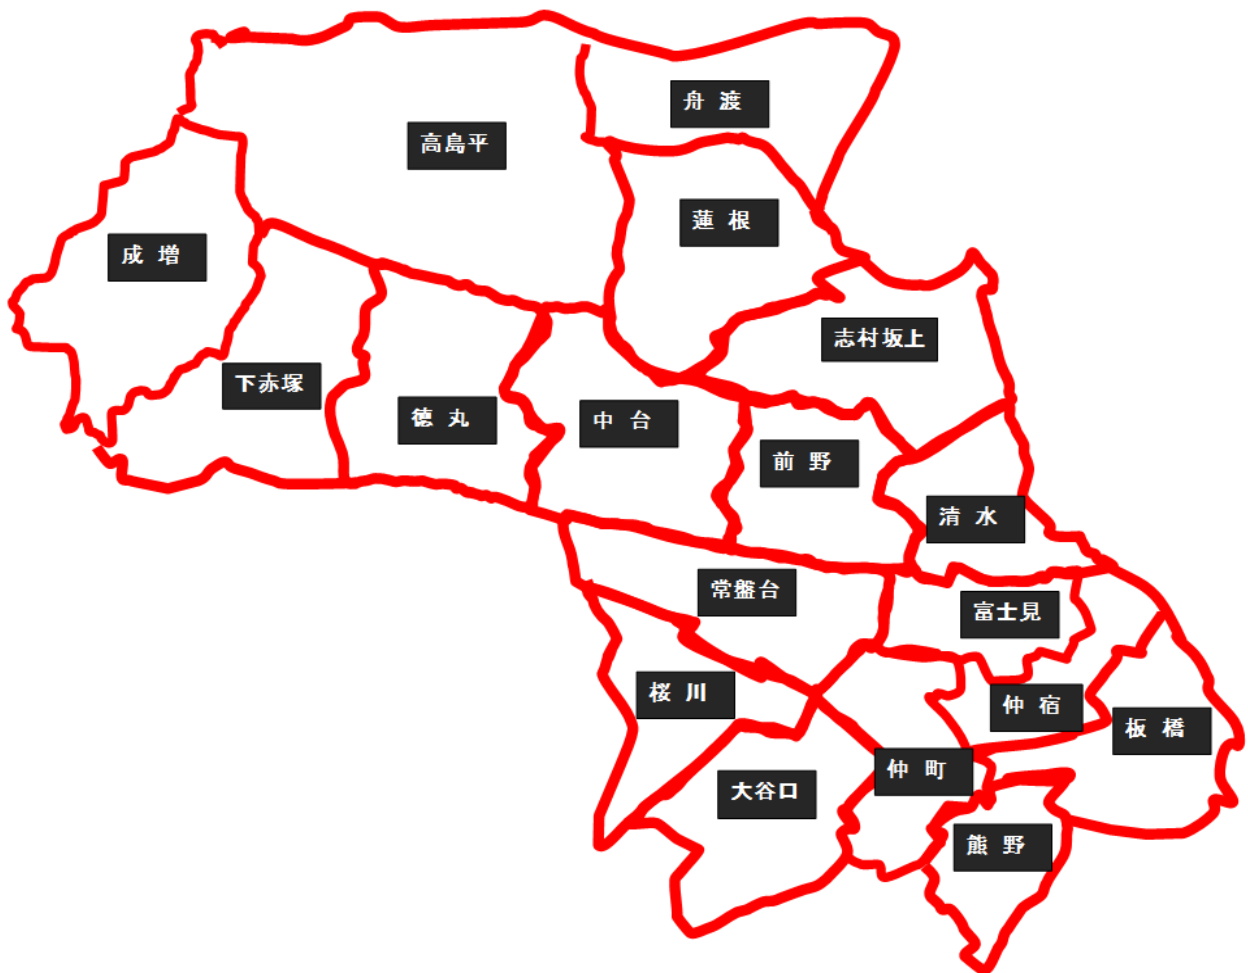 舟 渡
高島平
蓮 根
成 増
志村坂上
下赤塚
徳 丸
中 台
前 野
清 水
常盤台
富士見
桜 川
仲 宿
板 橋
仲 町
大谷口
熊 野